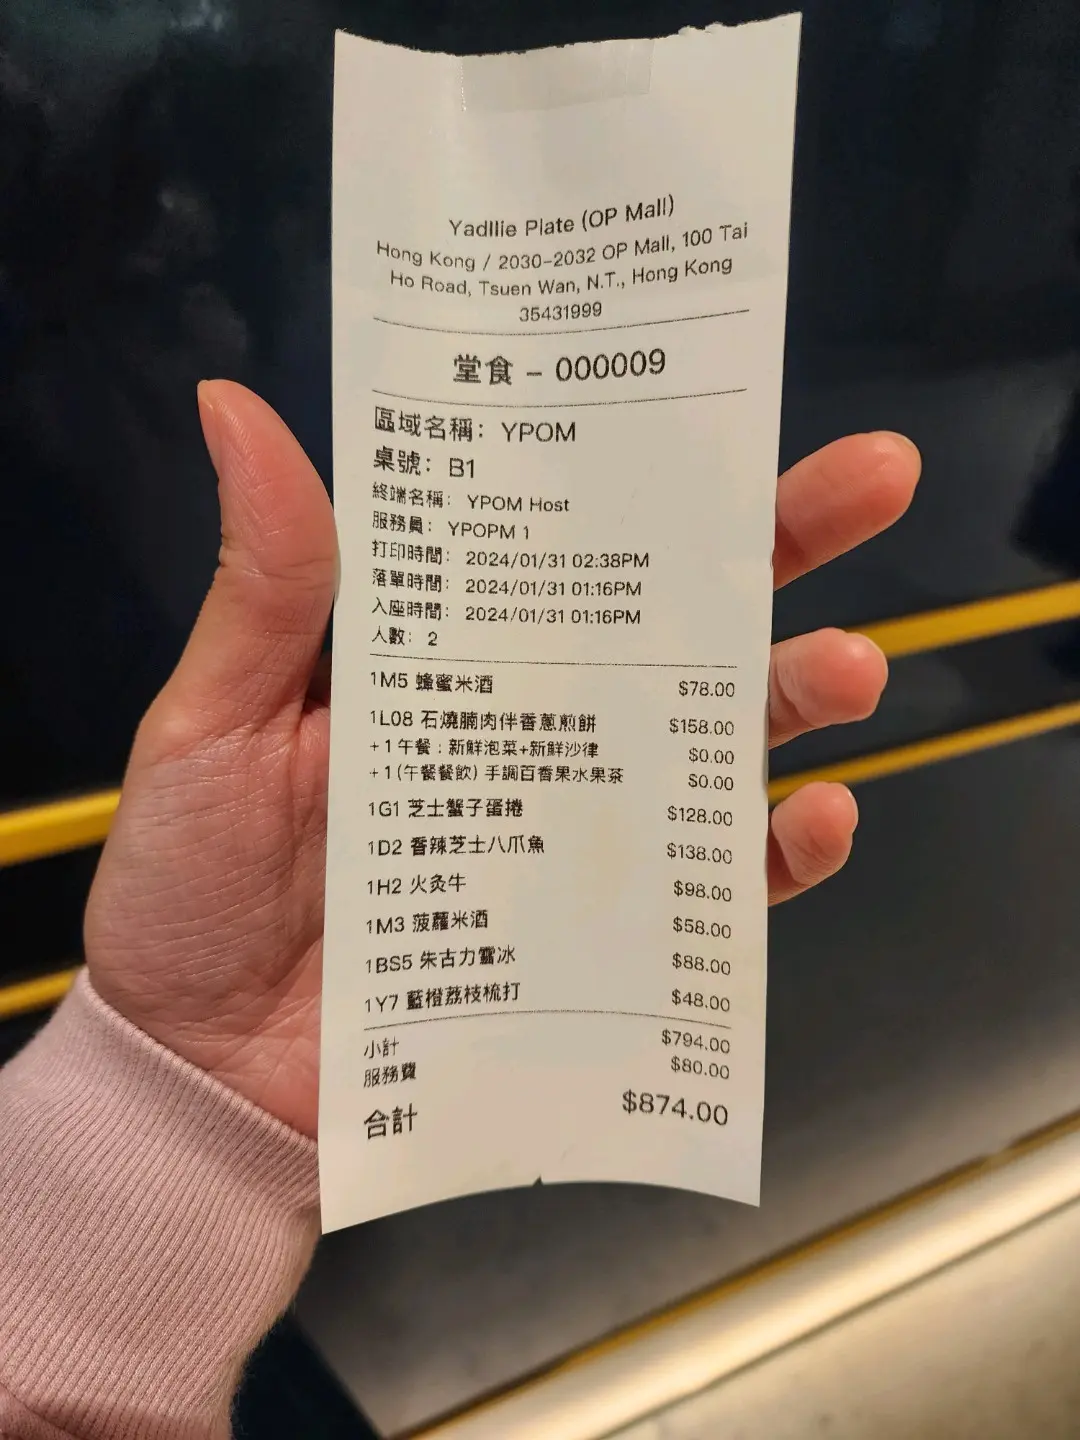 Yadllie Plate (OP Mall)
Hong Kong / 2030-2032 OP Mall, 100 Tai
Ho Road, Tsuen Wan, N.T., Hong Kong
35431999
堂食 - 000009
區域名稱： YPOM
桌號： B1
終端名稱： YPOM Host
服務員： YPOPM 1
打印時間： 2024/01/31 02:38PM
落單時間： 2024/01/31 01:16PM
入座時間： 2024/01/31 01:16PM
人數： 2
1M5 蜂蜜米酒 $78.00
1L08 石燒腩肉伴香蔥煎餅 $158.00
+1午餐：新鮮泡菜+新鮮沙律 $0.00
+1(午餐餐飲) 手調百香果水果茶 $0.00
1G1 芝士蟹子蛋捲 $128.00
1D2 香辣芝士八爪魚 $138.00
1H2 火灸牛 $98.00
1M3 菠蘿米酒 $58.00
1BS5 朱古力雪冰 $88.00
1Y7 藍橙荔枝梳打 $48.00
小計 $794.00
服務費 $80.00
合計 $874.00